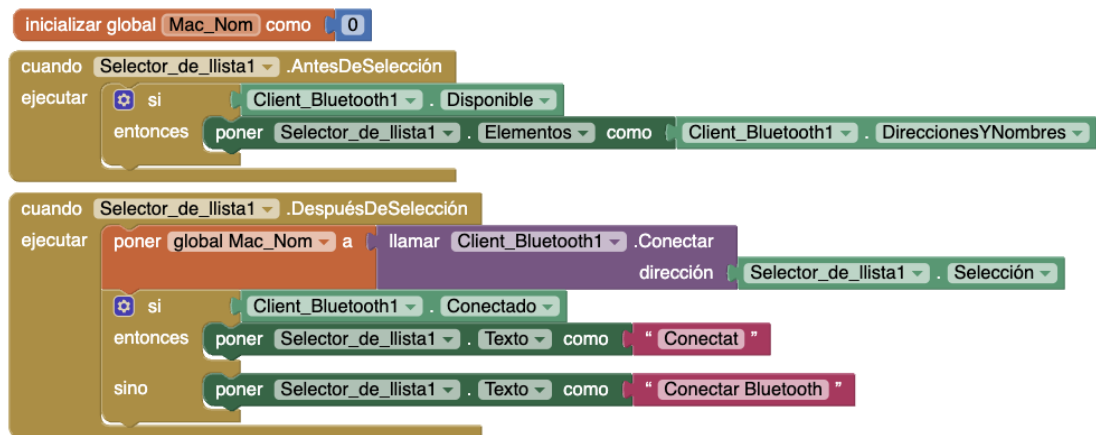 inicializar global Mac_Nom como 0
cuando Selector_de_llista1 .AntesDeSelección
ejecutar si Client_Bluetooth1 . Disponible
entonces poner Selector_de_llista1 . Elementos como Client_Bluetooth1 . DireccionesYNombres
cuando Selector_de_llista1 .DespuésDeSelección
ejecutar poner global Mac_Nom a llamar Client_Bluetooth1 .Conectar
dirección Selector_de_llista1 . Selección
si Client_Bluetooth1 . Conectado
entonces poner Selector_de_llista1 . Texto como “ Conectat ”
sino poner Selector_de_llista1 . Texto como “ Conectar Bluetooth ”